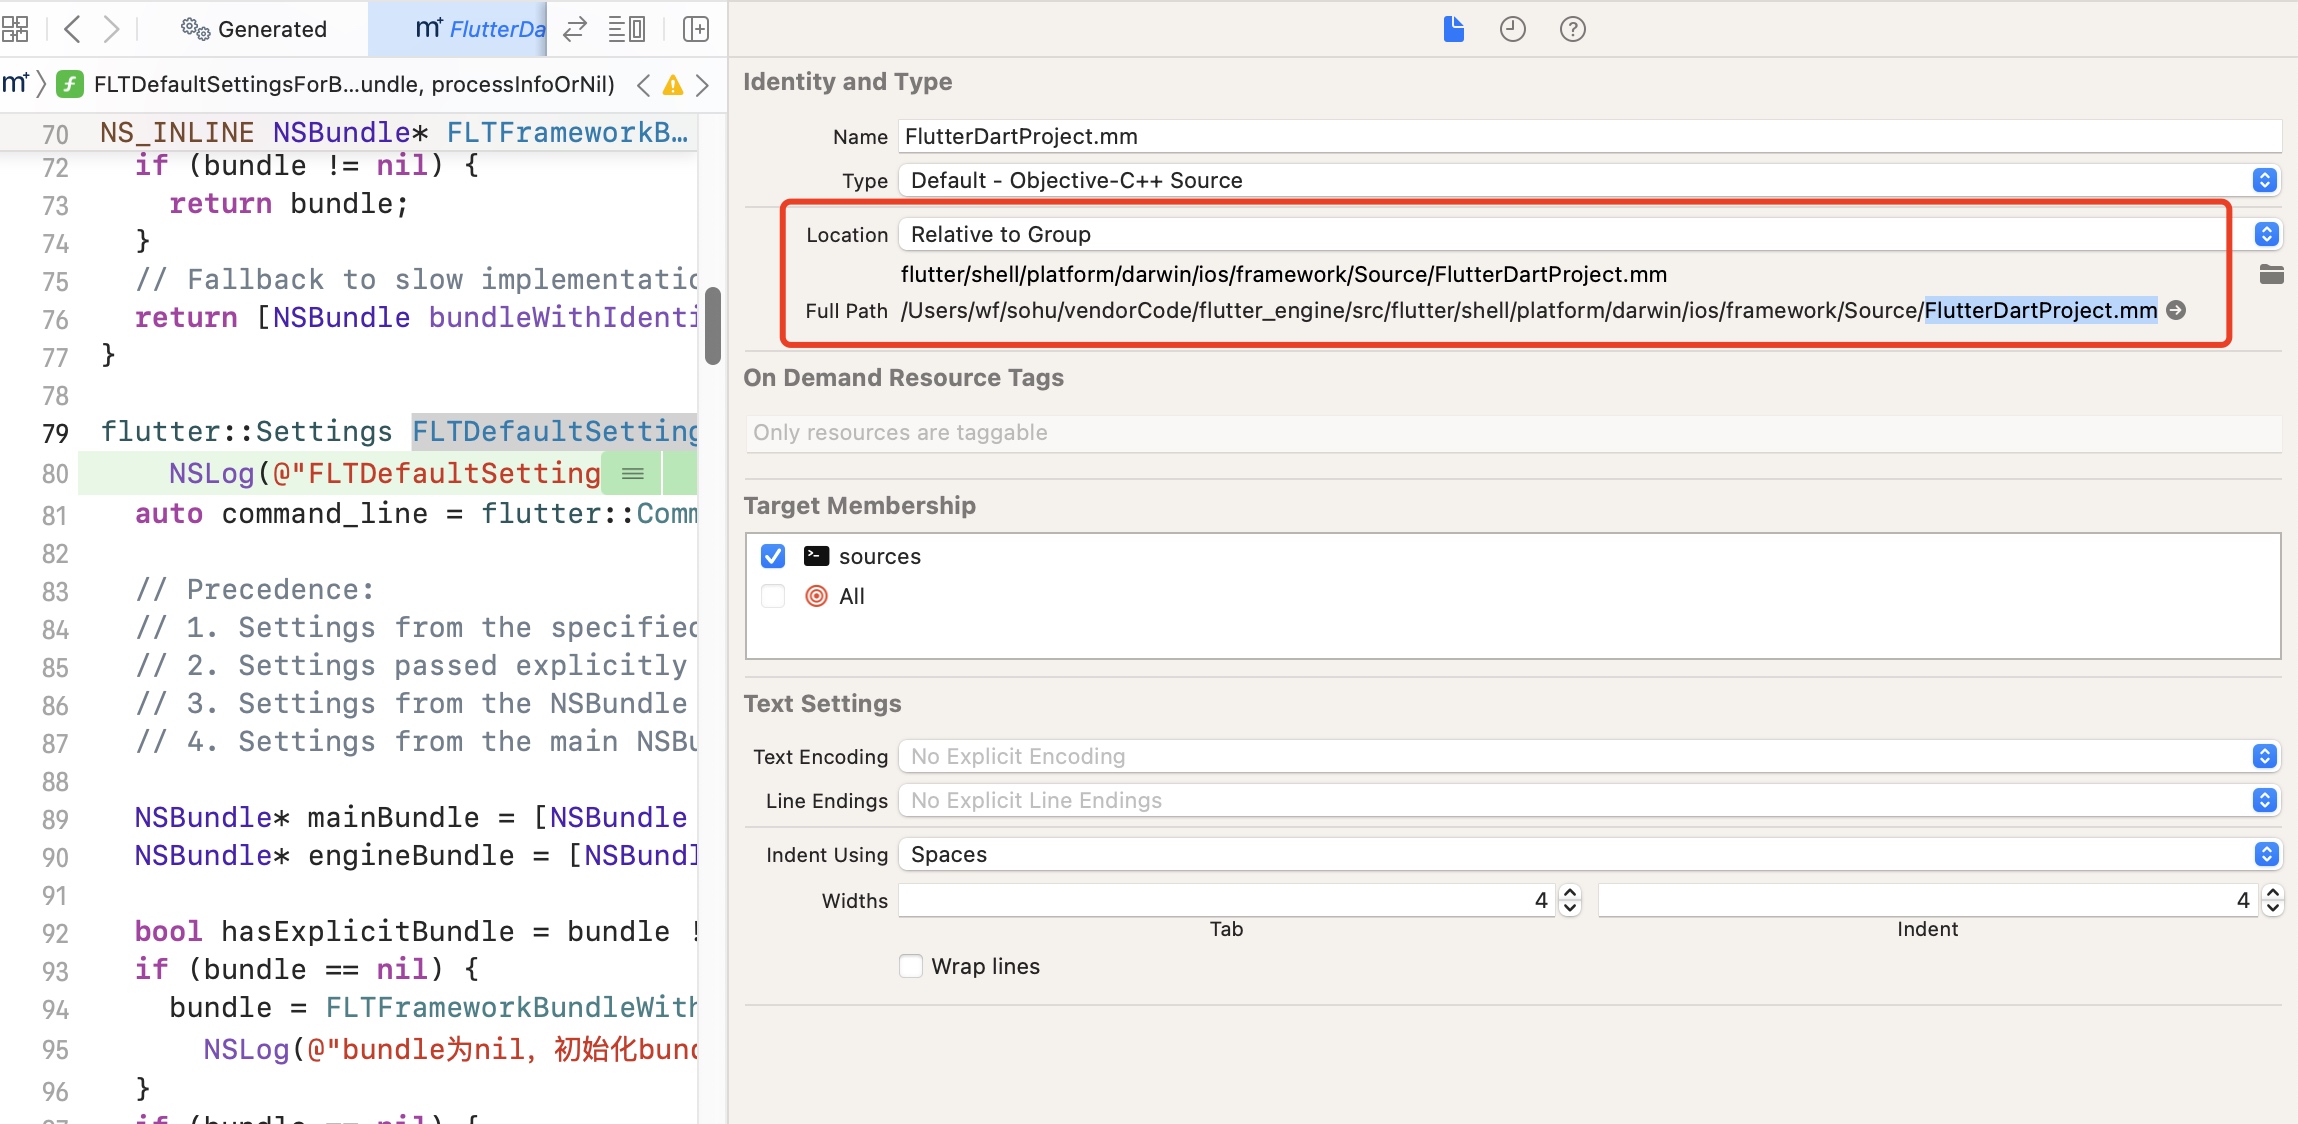 Generated
m+ FlutterDa
m+ FLTDefaultSettingsForB...undle, processInfoOrNil)
70 NS_INLINE NSBundle* FLTFrameworkB…
72 if (bundle != nil) {
73 return bundle;
74 }
75 // Fallback to slow implementatio
76 return [NSBundle bundleWithIdenti
77 }
78
79 flutter::Settings FLTDefaultSetting
80 NSLog(@"FLTDefaultSetting
81 auto command_line = flutter::Comm
82
83 // Precedence:
84 // 1. Settings from the specified
85 // 2. Settings passed explicitly
86 // 3. Settings from the NSBundle
87 // 4. Settings from the main NSBu
88
89 NSBundle* mainBundle = [NSBundle
90 NSBundle* engineBundle = [NSBundl
91
92 bool hasExplicitBundle = bundle !
93 if (bundle == nil) {
94 bundle = FLTFrameworkBundleWith
95 NSLog(@"bundle为nil，初始化bund
96 }
97 if (bundle == nil) {
Identity and Type
Name FlutterDartProject.mm
Type Default - Objective-C++ Source
Location Relative to Group
flutter/shell/platform/darwin/ios/framework/Source/FlutterDartProject.mm
Full Path /Users/wf/sohu/vendorCode/flutter_engine/src/flutter/shell/platform/darwin/ios/framework/Source/FlutterDartProject.mm
On Demand Resource Tags
Only resources are taggable
Target Membership
sources
All
Text Settings
Text Encoding No Explicit Encoding
Line Endings No Explicit Line Endings
Indent Using Spaces
Widths 4 4
Tab Indent
Wrap lines